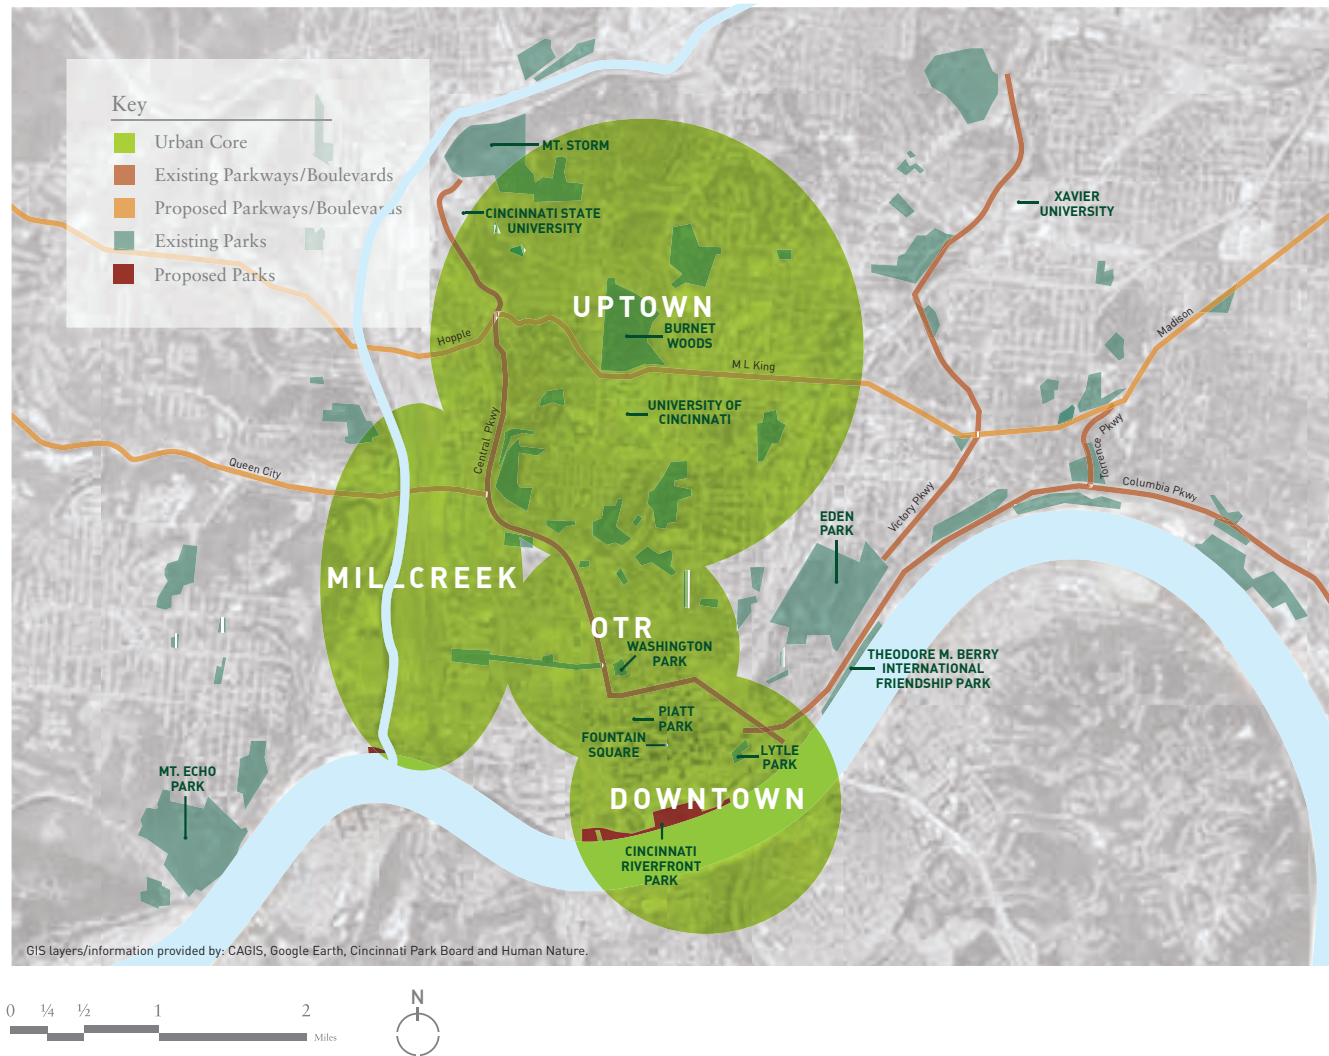 Key
Urban Core
Existing Parkways/Boulevards
Proposed Parkways/Boulevards
Existing Parks
Proposed Parks
MT. STORM
CINCINNATI STATE
UNIVERSITY
XAVIER
UNIVERSITY
UPTOWN
BURNET
WOODS
Hopple
M L King
Madison
UNIVERSITY OF
CINCINNATI
Central Pkwy
Queen City
Torrence Pkwy
Columbia Pkwy
Victory Pkwy
EDEN
PARK
MILLCREEK
OTR
WASHINGTON
PARK
THEODORE M. BERRY
INTERNATIONAL
FRIENDSHIP PARK
PIATT
PARK
FOUNTAIN
SQUARE
LYTLE
PARK
MT. ECHO
PARK
DOWNTOWN
CINCINNATI
RIVERFRONT
PARK
GIS layers/information provided by: CAGIS, Google Earth, Cincinnati Park Board and Human Nature.
0 ¼ ½ 1 2
Miles
N